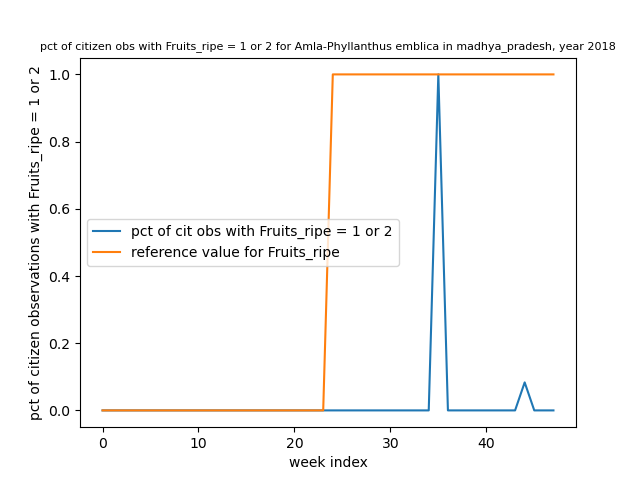 pct of citizen obs with Fruits_ripe = 1 or 2 for Amla-Phyllanthus emblica in madhya_pradesh, year 2018
pct of citizen observations with Fruits_ripe = 1 or 2
1.0
0.8
0.6
0.4
0.2
0.0
pct of cit obs with Fruits_ripe = 1 or 2
reference value for Fruits_ripe
0 10 20 30 40
week index